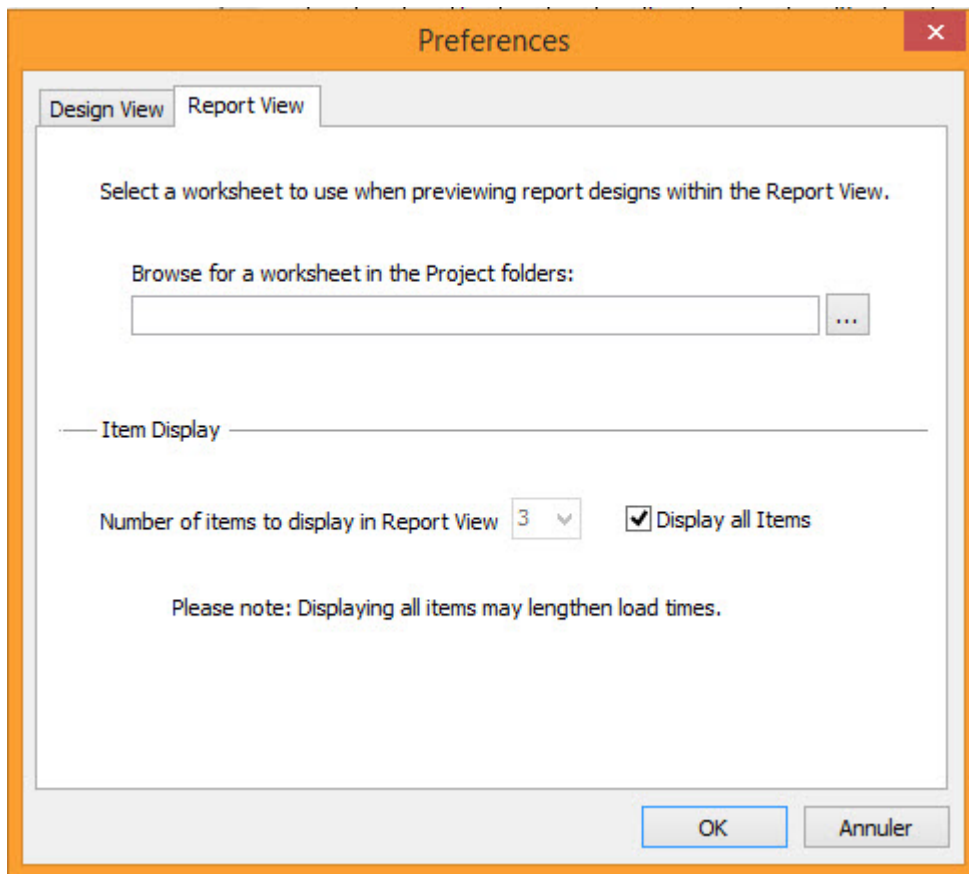 Preferences
Design View
Report View
Select a worksheet to use when previewing report designs within the Report View.
Browse for a worksheet in the Project folders:
...
Item Display
Number of items to display in Report View 3 Display all Items
Please note: Displaying all items may lengthen load times.
OK
Annuler